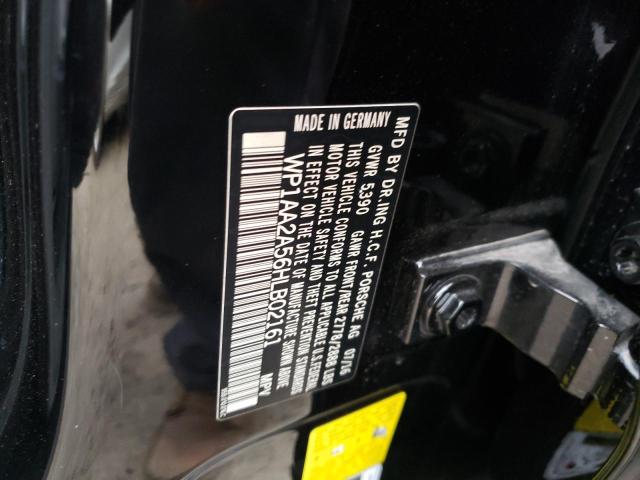 MFD BY DR.ING H.C.F. PORSCHE AG 07/16
GVWR 5390 GAWR FRONT/REAR 2778/2888 LBS
THIS VEHICLE CONFORMS TO ALL APPLICABLE U.S. FEDERAL
MOTOR VEHICLE SAFETY AND THEFT PREVENTION STANDARDS
IN EFFECT ON THE DATE OF MANUFACTURE SHOWN ABOVE
WP1AA2A56HLB02161 MPV
MADE IN GERMANY